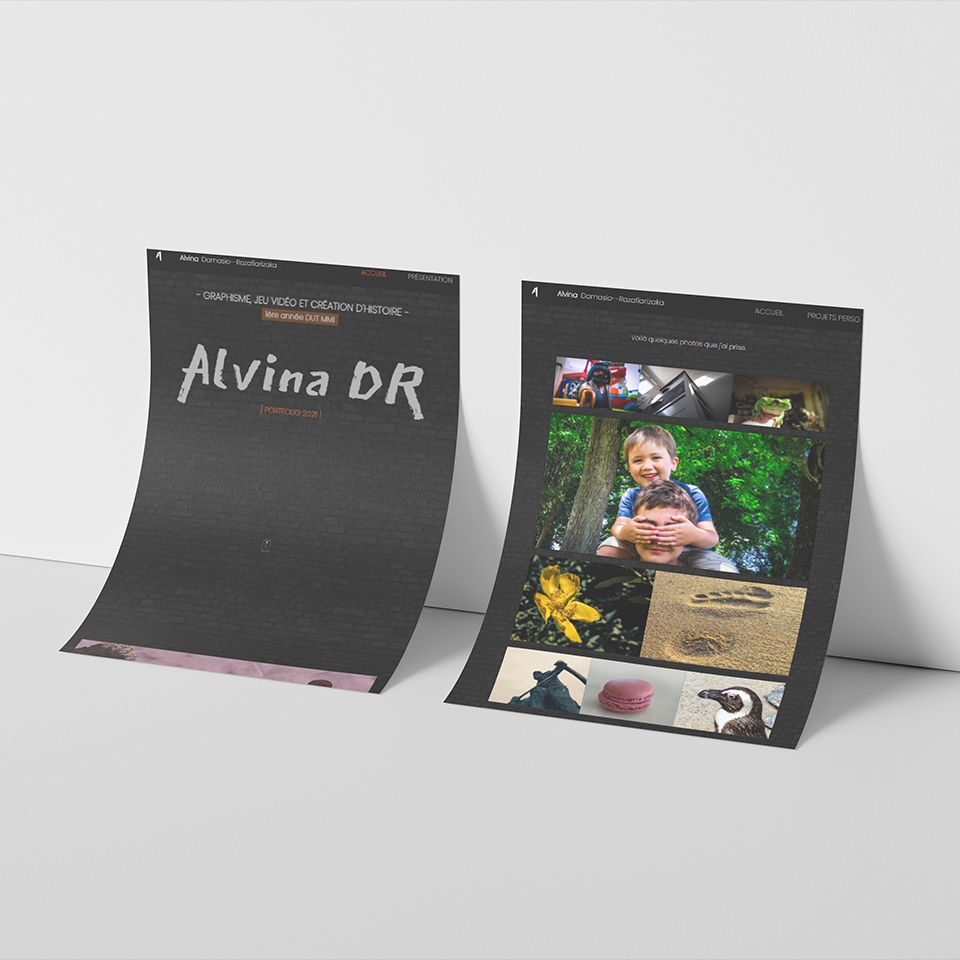 Alvina Damasio--Razafiarizaka
ACCUEIL
PRÉSENTATION
- GRAPHISME, JEU VIDÉO ET CRÉATION D'HISTOIRE -
1ère année DUT MMI
Alvina DR
[ PORTFOLIO 2021 ]
Alvina Damasio--Razafiarizaka
ACCUEIL
PROJETS PERSO
Voilà quelques photos que j'ai prise.